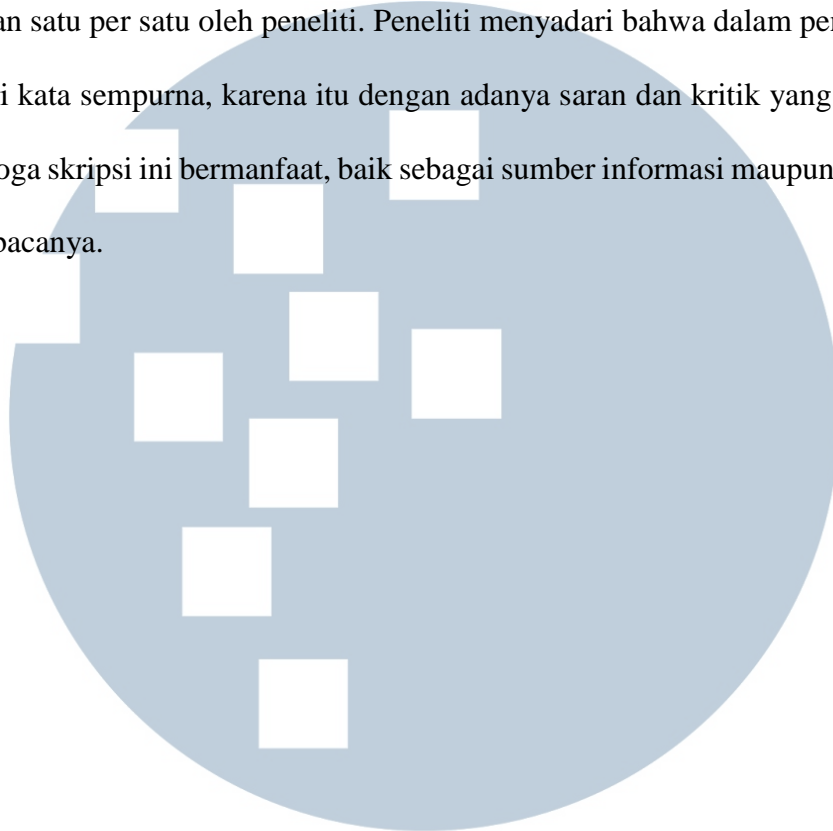 an satu per satu oleh peneliti. Peneliti menyadari bahwa dalam per
i kata sempurna, karena itu dengan adanya saran dan kritik yang
oga skripsi ini bermanfaat, baik sebagai sumber informasi maupun
bacanya.